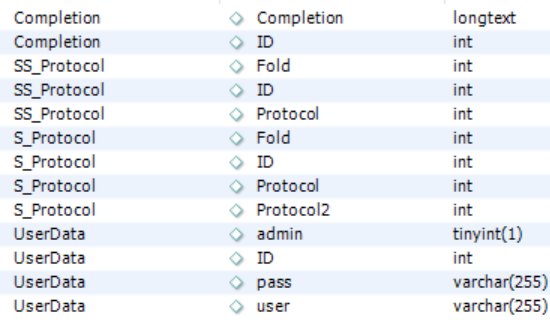 Completion Completion longtext
Completion ID int
SS_Protocol Fold int
SS_Protocol ID int
SS_Protocol Protocol int
S_Protocol Fold int
S_Protocol ID int
S_Protocol Protocol int
S_Protocol Protocol2 int
UserData admin tinyint(1)
UserData ID int
UserData pass varchar(255)
UserData user varchar(255)